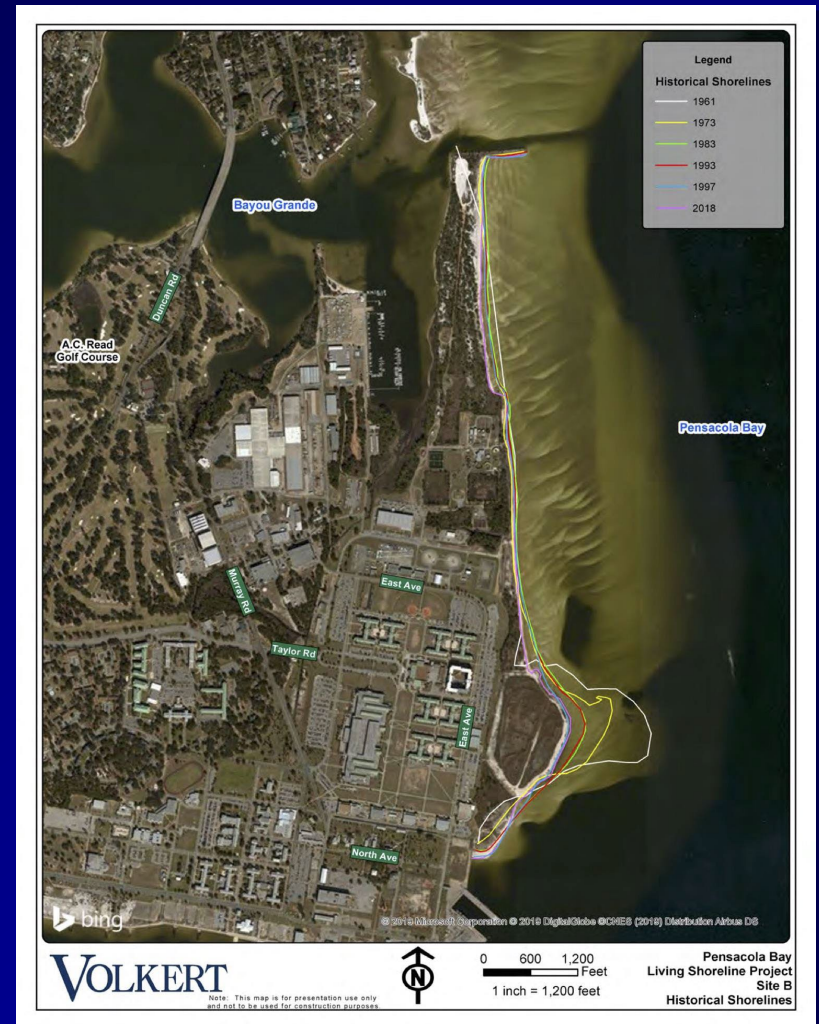 Legend
Historical Shorelines
1961
1973
1983
1993
1997
2018
Bayou Grande
Duncan Rd
A.C. Read
Golf Course
Pensacola Bay
East Ave
Murray Rd
Taylor Rd
East Ave
North Ave
bing
© 2019 Microsoft Corporation © 2019 DigitalGlobe ©CNES (2019) Distribution Airbus DS
VOLKERT
Note: This map is for presentation use only
and not to be used for construction purposes.
N
0 600 1,200
Feet
1 inch = 1,200 feet
Pensacola Bay
Living Shoreline Project
Site B
Historical Shorelines